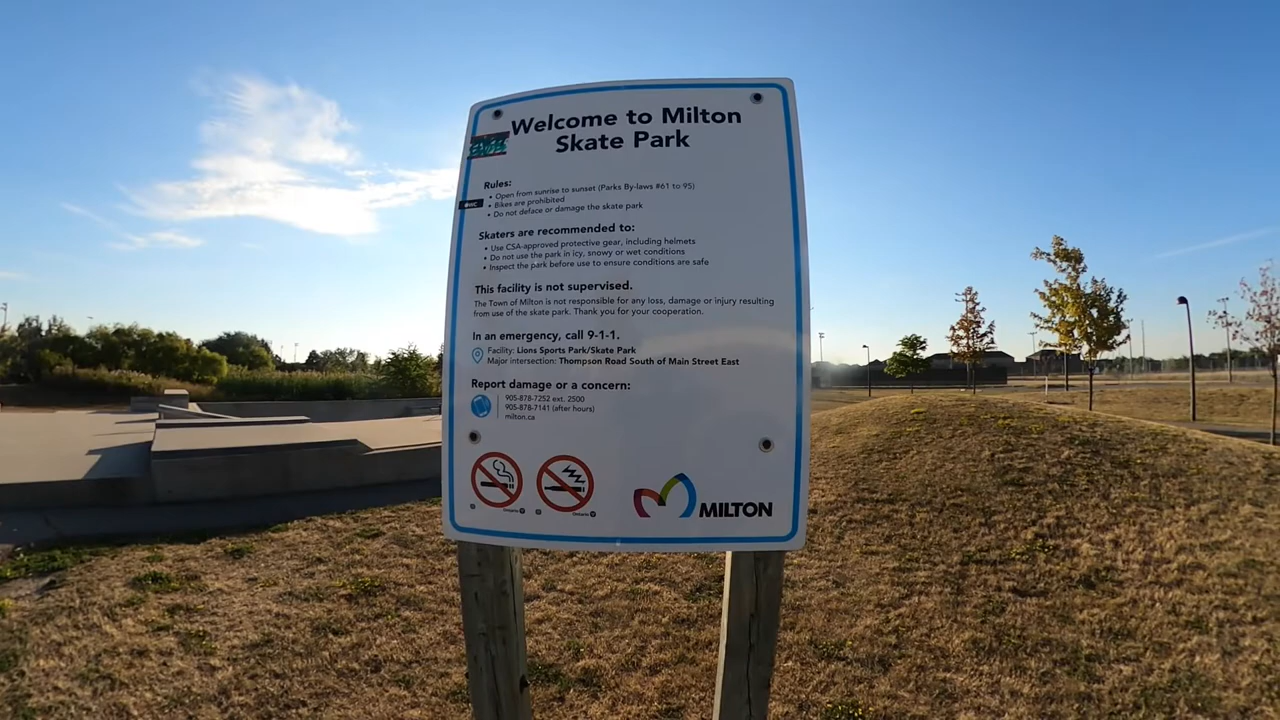 Welcome to Milton
Skate Park
Rules:
• Open from sunrise to sunset (Parks By-laws #61 to 95)
• Bikes are prohibited
• Do not deface or damage the skate park
Skaters are recommended to:
• Use CSA-approved protective gear, including helmets
• Do not use the park in icy, snowy or wet conditions
• Inspect the park before use to ensure conditions are safe
This facility is not supervised.
The Town of Milton is not responsible for any loss, damage or injury resulting
from use of the skate park. Thank you for your cooperation.
In an emergency, call 9-1-1.
Facility: Lions Sports Park/Skate Park
Major intersection: Thompson Road South of Main Street East
Report damage or a concern:
905-878-7252 ext. 2500
905-878-7141 (after hours)
milton.ca
Ontario
Ontario
MILTON